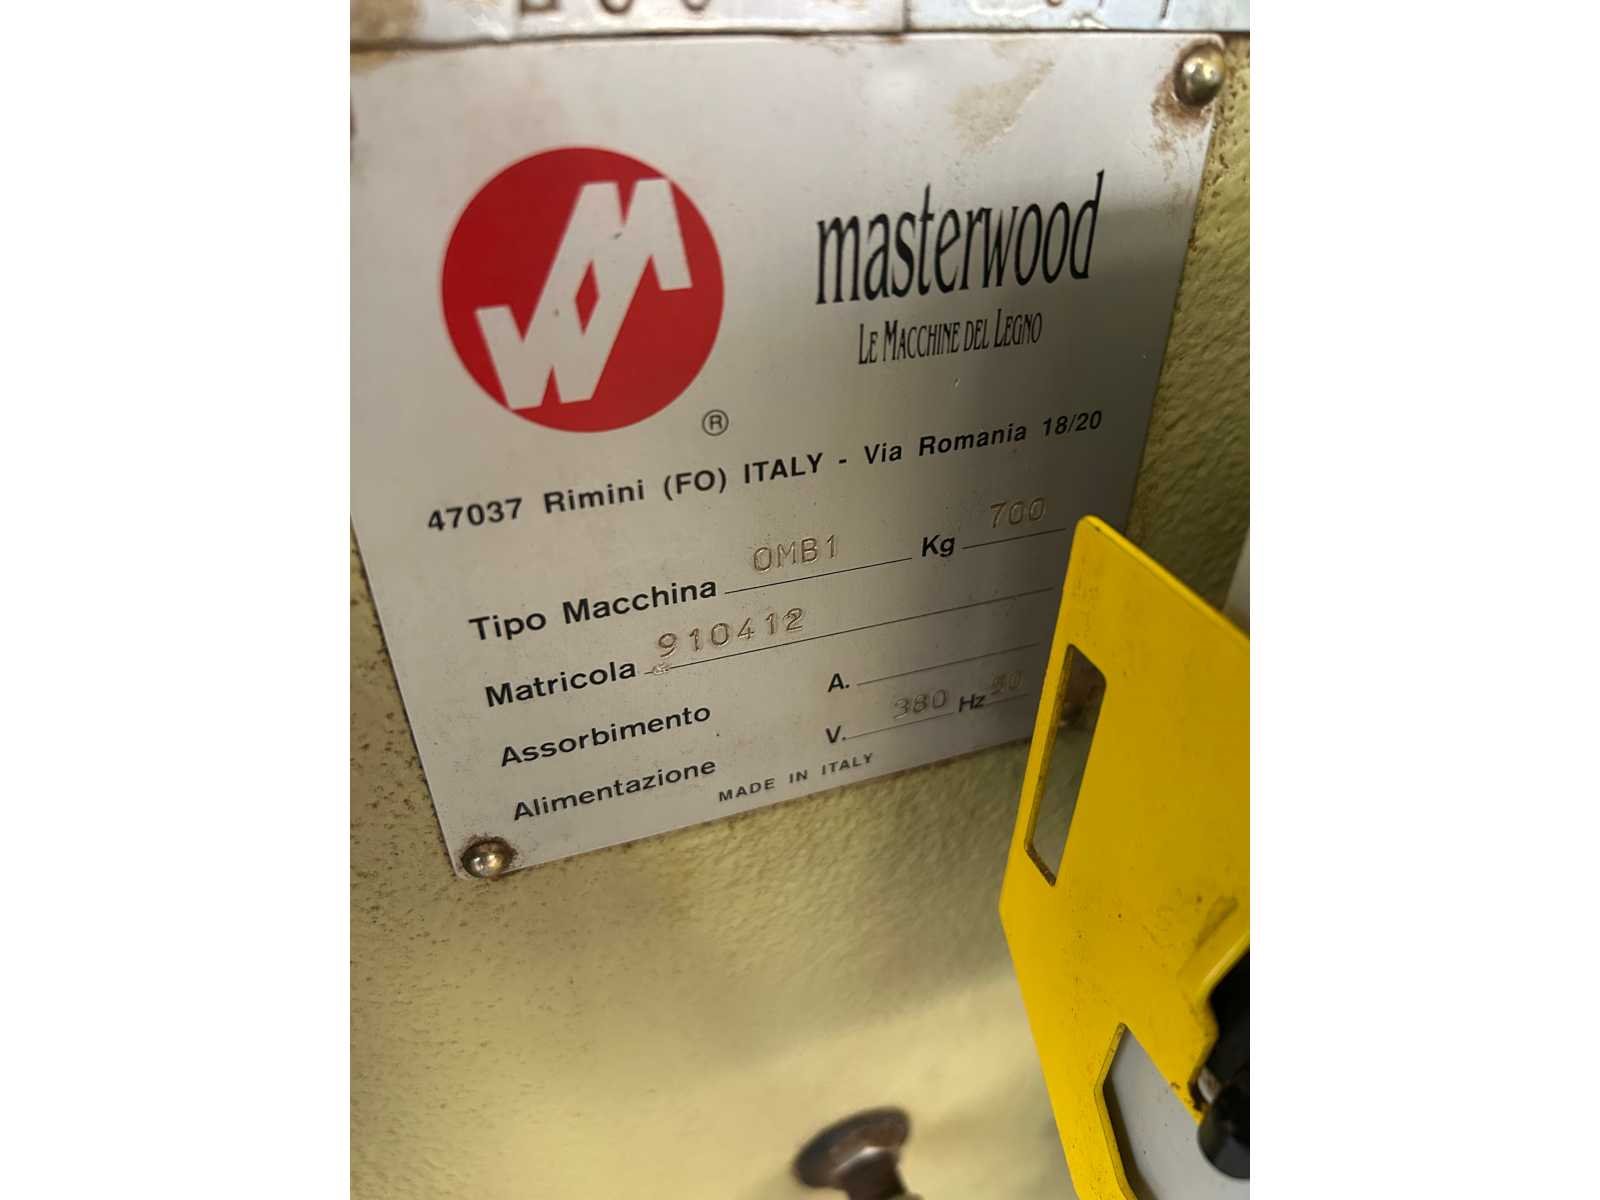 masterwood
LE MACCHINE DEL LEGNO
®
47037 Rimini (FO) ITALY - Via Romania 18/20
Tipo Macchina OMB1 Kg 700
Matricola 910412
Assorbimento A.
Alimentazione V. 380 Hz 50
MADE IN ITALY